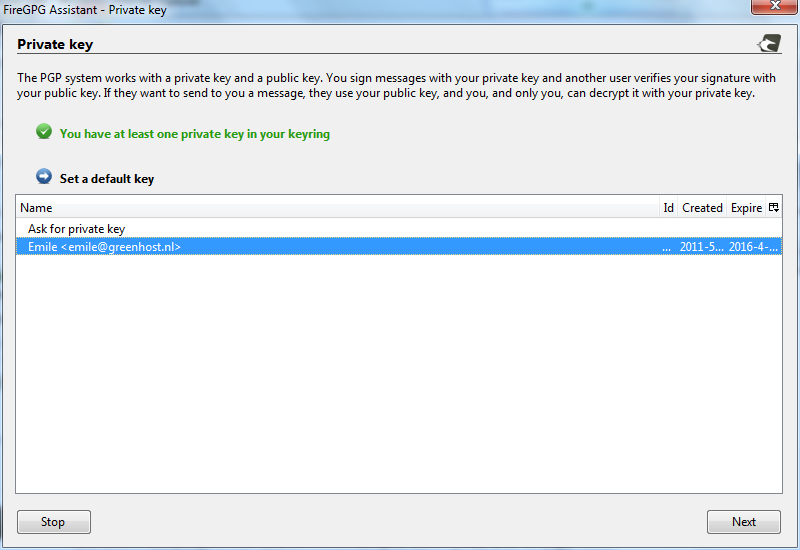 FireGPG Assistant - Private key
Private key
The PGP system works with a private key and a public key. You sign messages with your private key and another user verifies your signature with
your public key. If they want to send to you a message, they use your public key, and you, and only you, can decrypt it with your private key.
You have at least one private key in your keyring
Set a default key
Name Id Created Expire
Ask for private key
Emile <emile@greenhost.nl> ... 2011-5... 2016-4-...
Stop Next